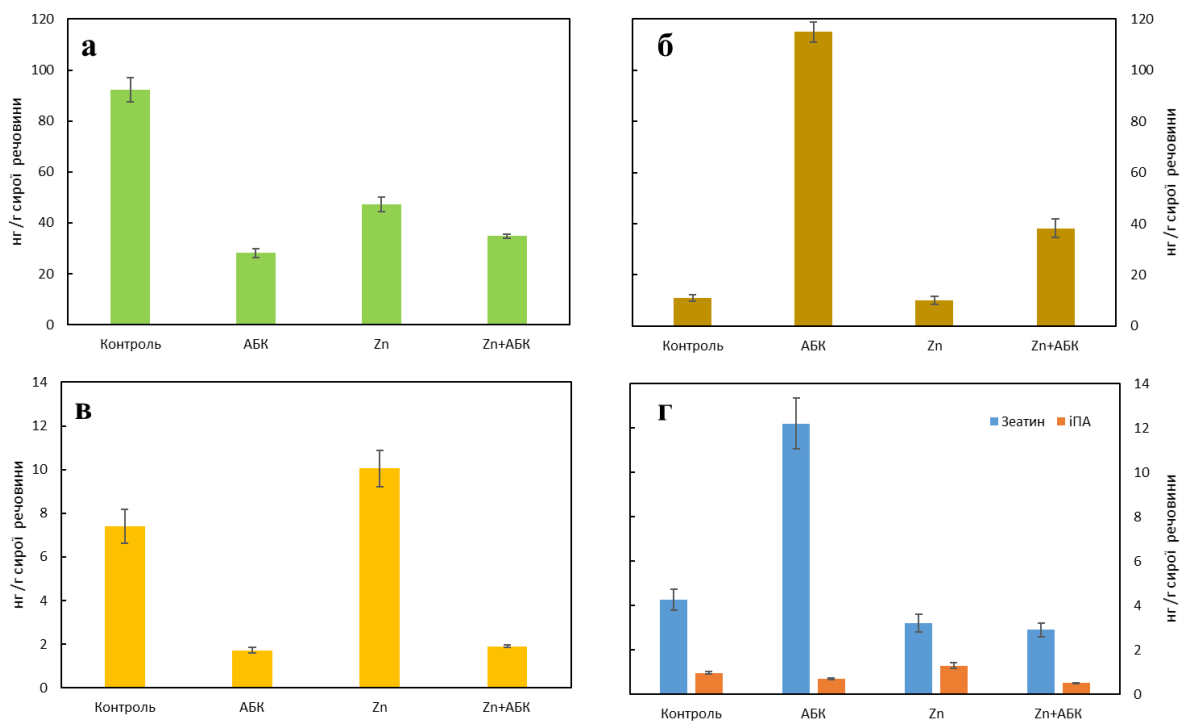 а
120
100
80
60
40
20
0
нг /г сирої речовини
Контроль АБК Zn Zn+АБК
б
120
100
80
60
40
20
0
нг /г сирої речовини
Контроль АБК Zn Zn+АБК
в
14
12
10
8
6
4
2
0
нг /г сирої речовини
Контроль АБК Zn Zn+АБК
г
Зеатин іПА
14
12
10
8
6
4
2
0
нг /г сирої речовини
Контроль АБК Zn Zn+АБК